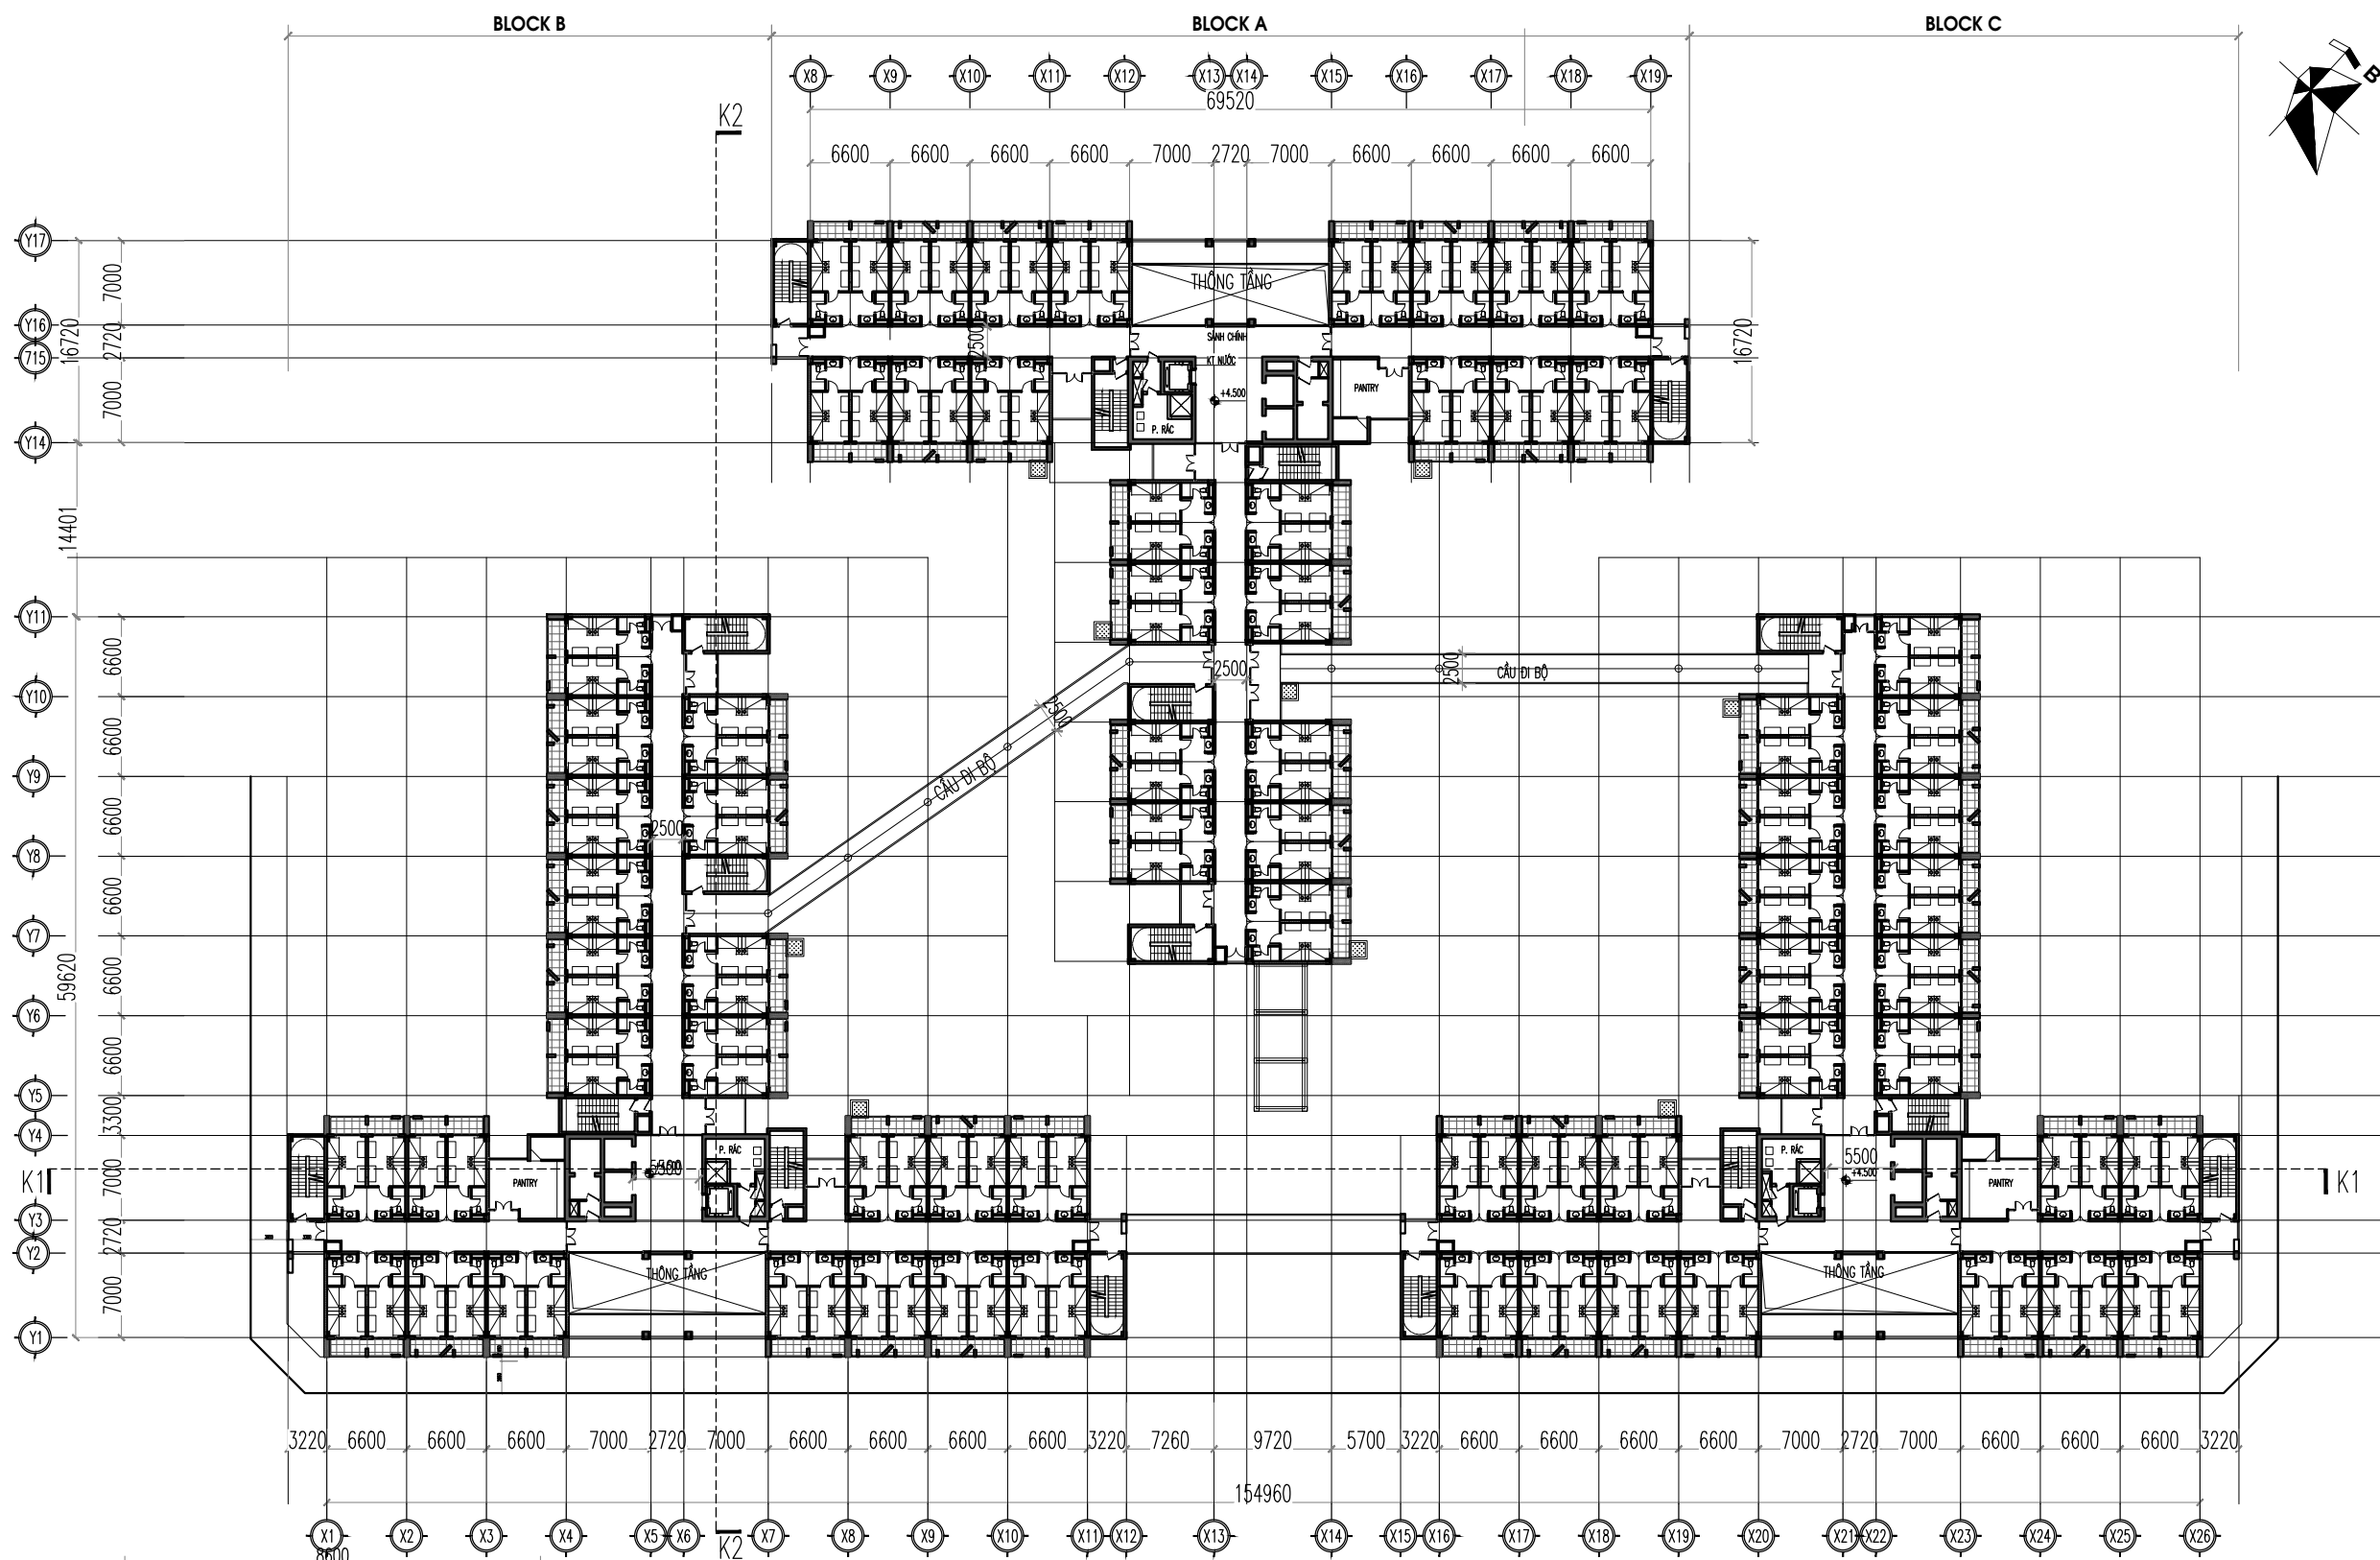 BLOCK B BLOCK A BLOCK C
X8 X9 X10 X11 X12 X13 X14 X15 X16 X17 X18 X19
B
K2
69520
6600 6600 6600 6600 7000 2720 7000 6600 6600 6600 6600
Y17
7000
THÔNG TẦNG
Y16
16720
2720
2500
SẢNH CHÍNH
16720
715
KT NƯỚC
7000
PANTRY
+4.500
P. RÁC
Y14
14401
Y11
6600
2500
2500
CẦU ĐI BỘ
Y10
2500
6600
CẦU ĐI BỘ
Y9
6600
2500
Y8
6600
Y7
59620
6600
Y6
6600
Y5
3300
Y4
P. RÁC
P. RÁC
K1
7000
PANTRY
5500
5500
+4.500
PANTRY
K1
Y3
2720
Y2
THÔNG TẦNG
THÔNG TẦNG
7000
Y1
3220 6600 6600 6600 7000 2720 7000 6600 6600 6600 6600 3220 7260 9720 5700 3220 6600 6600 6600 6600 7000 2720 7000 6600 6600 6600 3220
154960
X1 X2 X3 X4 X5 X6 X7 X8 X9 X10 X11 X12 X13 X14 X15 X16 X17 X18 X19 X20 X21 X22 X23 X24 X25 X26
K2
8600